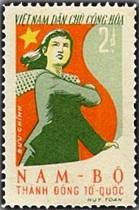 VIỆT NAM DÂN CHỦ CỘNG HÒA
2đ
BƯU-CHÍNH
NAM-BỘ
THÀNH ĐỒNG TỔ-QUỐC
HUY TOÀN